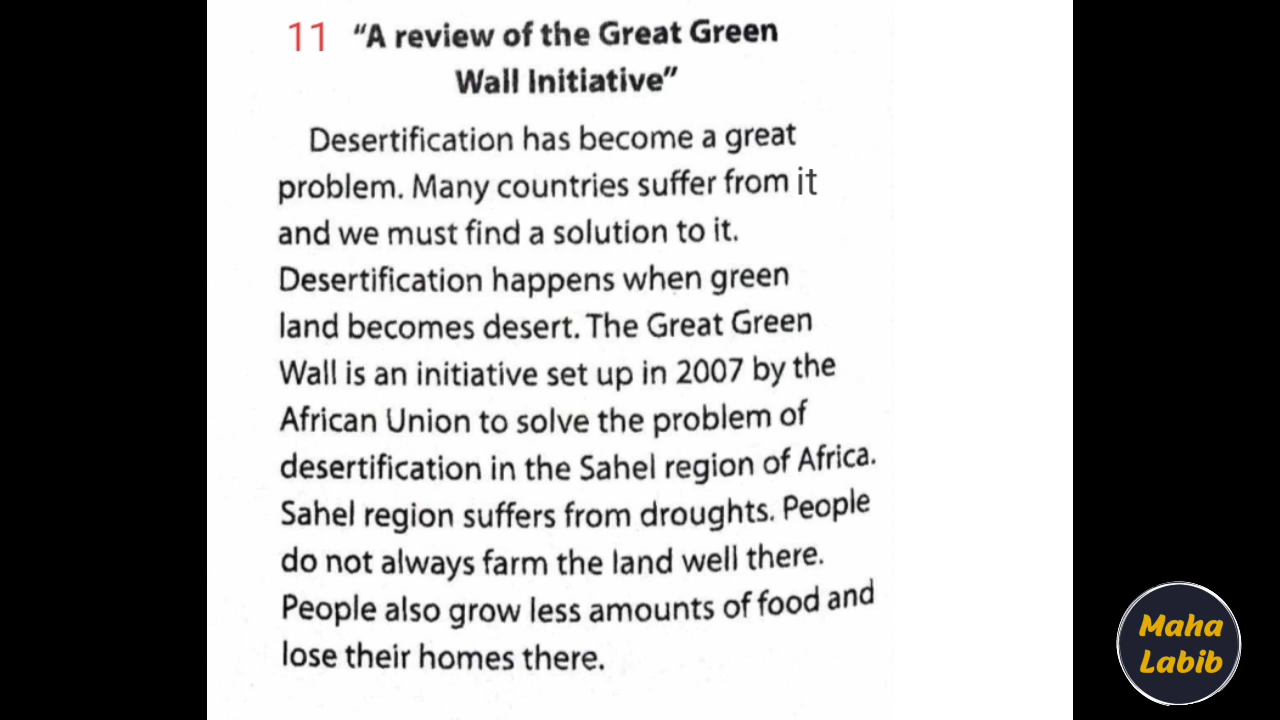 11 "A review of the Great Green
Wall Initiative"
Desertification has become a great
problem. Many countries suffer from it
and we must find a solution to it.
Desertification happens when green
land becomes desert. The Great Green
Wall is an initiative set up in 2007 by the
African Union to solve the problem of
desertification in the Sahel region of Africa.
Sahel region suffers from droughts. People
do not always farm the land well there.
People also grow less amounts of food and
lose their homes there.
Maha
Labib